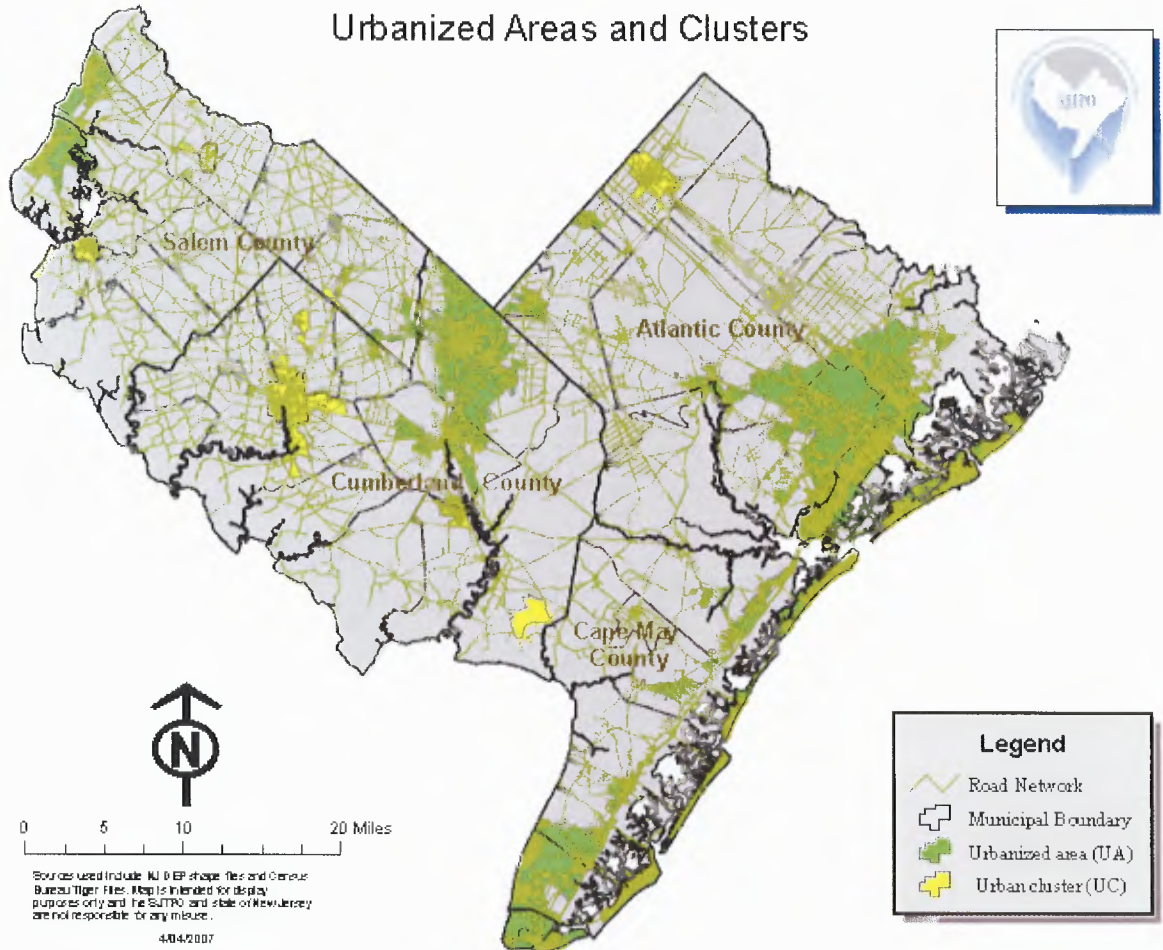 Urbanized Areas and Clusters
SJTPO
Salem County
Atlantic County
Cumberland County
Cape May
County
N
0 5 10 20 Miles
Sources used include NJ DEP shape files and Census
Bureau Tiger Files. Map is intended for display
purposes only and the SJTPO and state of New Jersey
are not responsible for any misuse.
4/04/2007
Legend
Road Network
Municipal Boundary
Urbanized area (UA)
Urban cluster (UC)